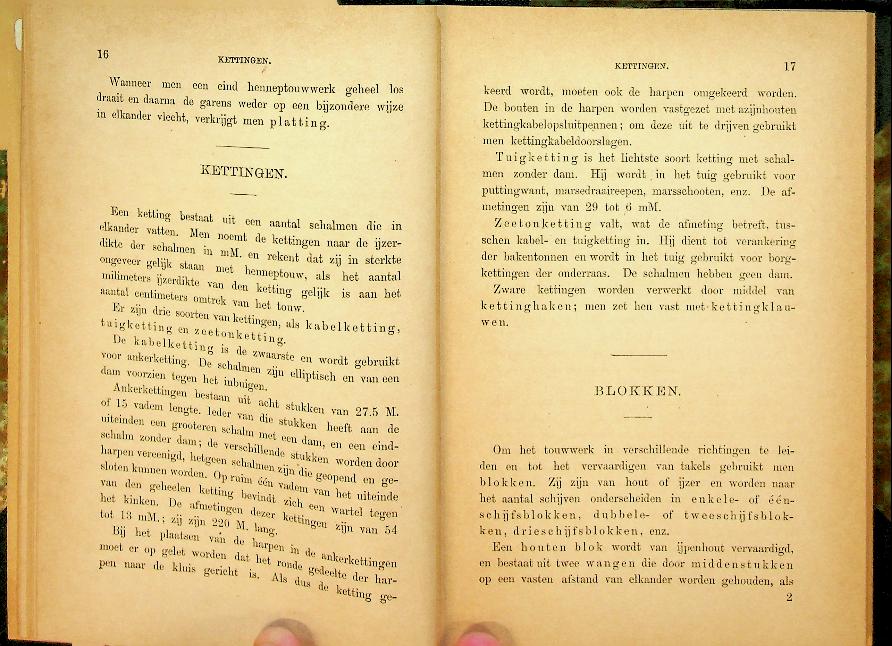 16
KETTINGEN.
Wanneer men een eind henneptouwwerk geheel los
draait en daarna de garens weder op een bijzondere wijze
in elkander vlecht, verkrijgt men platting.
KETTINGEN.
Een ketting bestaat uit een aantal schalmen die in
elkander vatten. Men noemt de kettingen naar de ijzer-
dikte der schalmen in mM. en rekent dat zij in sterkte
ongeveer gelijk staan met henneptouw, als het aantal
milimeters ijzerdikte van den ketting gelijk is aan het
aantal centimeters omtrek van het touw.
Er zijn drie soorten van kettingen, als kabelketting,
tuigketting en zeetonketting.
De kabelketting is de zwaarste en wordt gebruikt
voor ankerketting. De schalmen zijn elliptisch en van een
dam voorzien tegen het inbuigen.
Ankerkettingen bestaan uit acht stukken van 27.5 M.
of 15 vadem lengte. Ieder van die stukken heeft aan de
uiteinden een grooteren schalm met een dam, en een eind-
schalm zonder dam; de verschillende stukken worden door
harpen vereenigd, hetgeen schalmen zijn die geopend en ge-
sloten kunnen worden. Op ruim één vadem van het uiteinde
van den geheelen ketting bevindt zich een wartel tegen
het kinken. De afmetingen dezer kettingen zijn van 54
tot 13 mM.; zij zijn 220 M. lang.
Bij het plaatsen van de harpen in de ankerkettingen
moet er op gelet worden dat het ronde gedeelte der har-
pen naar de kluis gericht is. Als dus de ketting ge-
KETTINGEN.
17
keerd wordt, moeten ook de harpen omgekeerd worden.
De bouten in de harpen worden vastgezet met azijnhouten
kettingkabelopsluitpennen; om deze uit te drijven gebruikt
men kettingkabeldoorslagen.
Tuigketting is het lichtste soort ketting met schal-
men zonder dam. Hij wordt in het tuig gebruikt voor
puttingwant, marsedraaireepen, marsschooten, enz. De af-
metingen zijn van 29 tot 6 mM.
Zeetonketting valt, wat de afmeting betreft, tus-
schen kabel- en tuigketting in. Hij dient tot verankering
der bakentonnen en wordt in het tuig gebruikt voor borg-
kettingen der onderraas. De schalmen hebben geen dam.
Zware kettingen worden verwerkt door middel van
kettinghaken; men zet hen vast met kettingklau-
wen.
BLOKKEN.
Om het touwwerk in verschillende richtingen te lei-
den en tot het vervaardigen van takels gebruikt men
blokken. Zij zijn van hout of ijzer en worden naar
het aantal schijven onderscheiden in enkele- of één-
schijfsblokken, dubbele- of tweeschijfsblok-
ken, drieschijfsblokken, enz.
Een houten blok wordt van ijpenhout vervaardigd,
en bestaat uit twee wangen die door middenstukken
op een vasten afstand van elkander worden gehouden, als
2